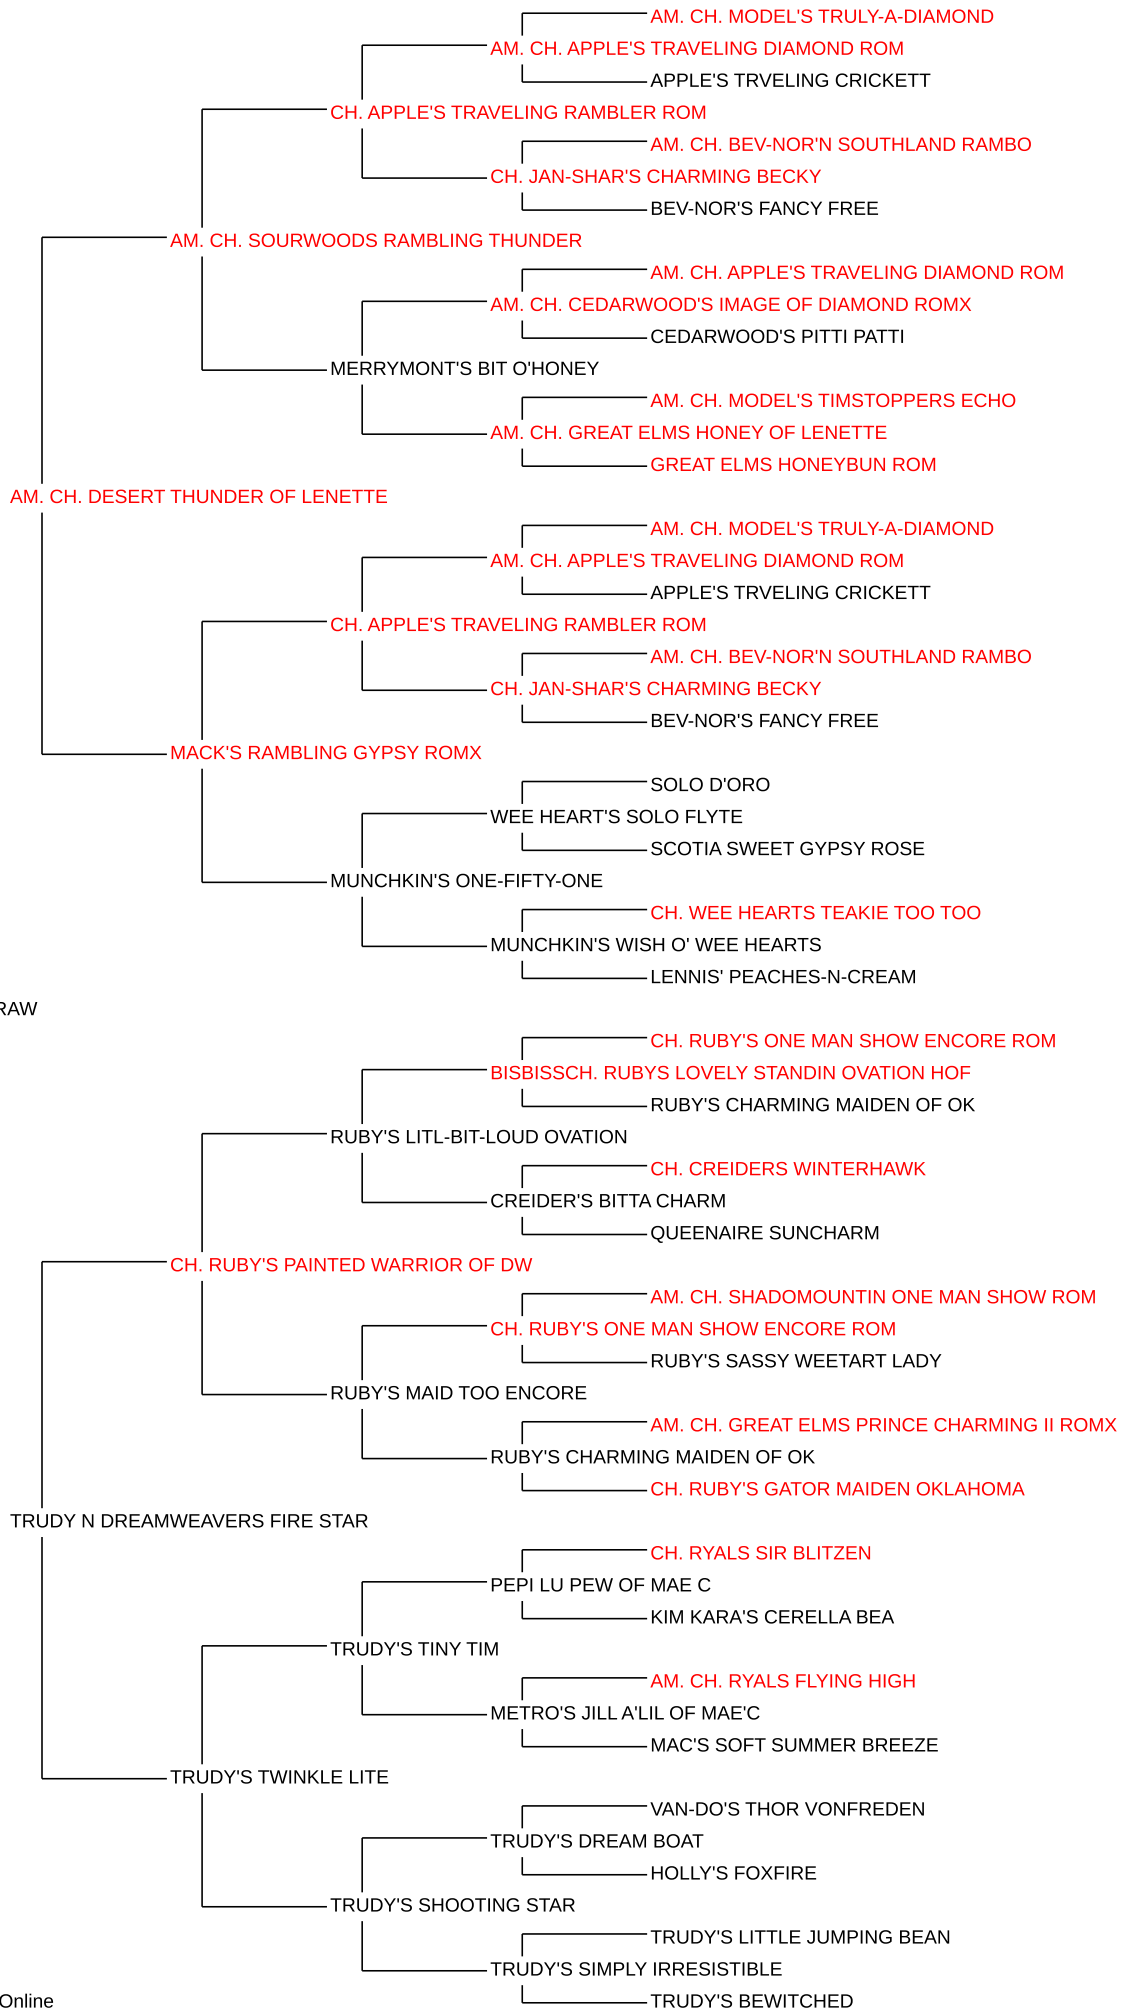 AM. CH. MODEL'S TRULY-A-DIAMOND
AM. CH. APPLE'S TRAVELING DIAMOND ROM
APPLE'S TRVELING CRICKETT
CH. APPLE'S TRAVELING RAMBLER ROM
AM. CH. BEV-NOR'N SOUTHLAND RAMBO
CH. JAN-SHAR'S CHARMING BECKY
BEV-NOR'S FANCY FREE
AM. CH. SOURWOODS RAMBLING THUNDER
AM. CH. APPLE'S TRAVELING DIAMOND ROM
AM. CH. CEDARWOOD'S IMAGE OF DIAMOND ROMX
CEDARWOOD'S PITTI PATTI
MERRYMONT'S BIT O'HONEY
AM. CH. MODEL'S TIMSTOPPERS ECHO
AM. CH. GREAT ELMS HONEY OF LENETTE
GREAT ELMS HONEYBUN ROM
AM. CH. DESERT THUNDER OF LENETTE
AM. CH. MODEL'S TRULY-A-DIAMOND
AM. CH. APPLE'S TRAVELING DIAMOND ROM
APPLE'S TRVELING CRICKETT
CH. APPLE'S TRAVELING RAMBLER ROM
AM. CH. BEV-NOR'N SOUTHLAND RAMBO
CH. JAN-SHAR'S CHARMING BECKY
BEV-NOR'S FANCY FREE
MACK'S RAMBLING GYPSY ROMX
SOLO D'ORO
WEE HEART'S SOLO FLYTE
SCOTIA SWEET GYPSY ROSE
MUNCHKIN'S ONE-FIFTY-ONE
CH. WEE HEARTS TEAKIE TOO TOO
MUNCHKIN'S WISH O' WEE HEARTS
LENNIS' PEACHES-N-CREAM
RAW
CH. RUBY'S ONE MAN SHOW ENCORE ROM
BISBISSCH. RUBYS LOVELY STANDIN OVATION HOF
RUBY'S CHARMING MAIDEN OF OK
RUBY'S LITL-BIT-LOUD OVATION
CH. CREIDERS WINTERHAWK
CREIDER'S BITTA CHARM
QUEENAIRE SUNCHARM
CH. RUBY'S PAINTED WARRIOR OF DW
AM. CH. SHADOMOUNTIN ONE MAN SHOW ROM
CH. RUBY'S ONE MAN SHOW ENCORE ROM
RUBY'S SASSY WEETART LADY
RUBY'S MAID TOO ENCORE
AM. CH. GREAT ELMS PRINCE CHARMING II ROMX
RUBY'S CHARMING MAIDEN OF OK
CH. RUBY'S GATOR MAIDEN OKLAHOMA
TRUDY N DREAMWEAVERS FIRE STAR
CH. RYALS SIR BLITZEN
PEPI LU PEW OF MAE C
KIM KARA'S CERELLA BEA
TRUDY'S TINY TIM
AM. CH. RYALS FLYING HIGH
METRO'S JILL A'LIL OF MAE'C
MAC'S SOFT SUMMER BREEZE
TRUDY'S TWINKLE LITE
VAN-DO'S THOR VONFREDEN
TRUDY'S DREAM BOAT
HOLLY'S FOXFIRE
TRUDY'S SHOOTING STAR
TRUDY'S LITTLE JUMPING BEAN
TRUDY'S SIMPLY IRRESISTIBLE
TRUDY'S BEWITCHED
Online